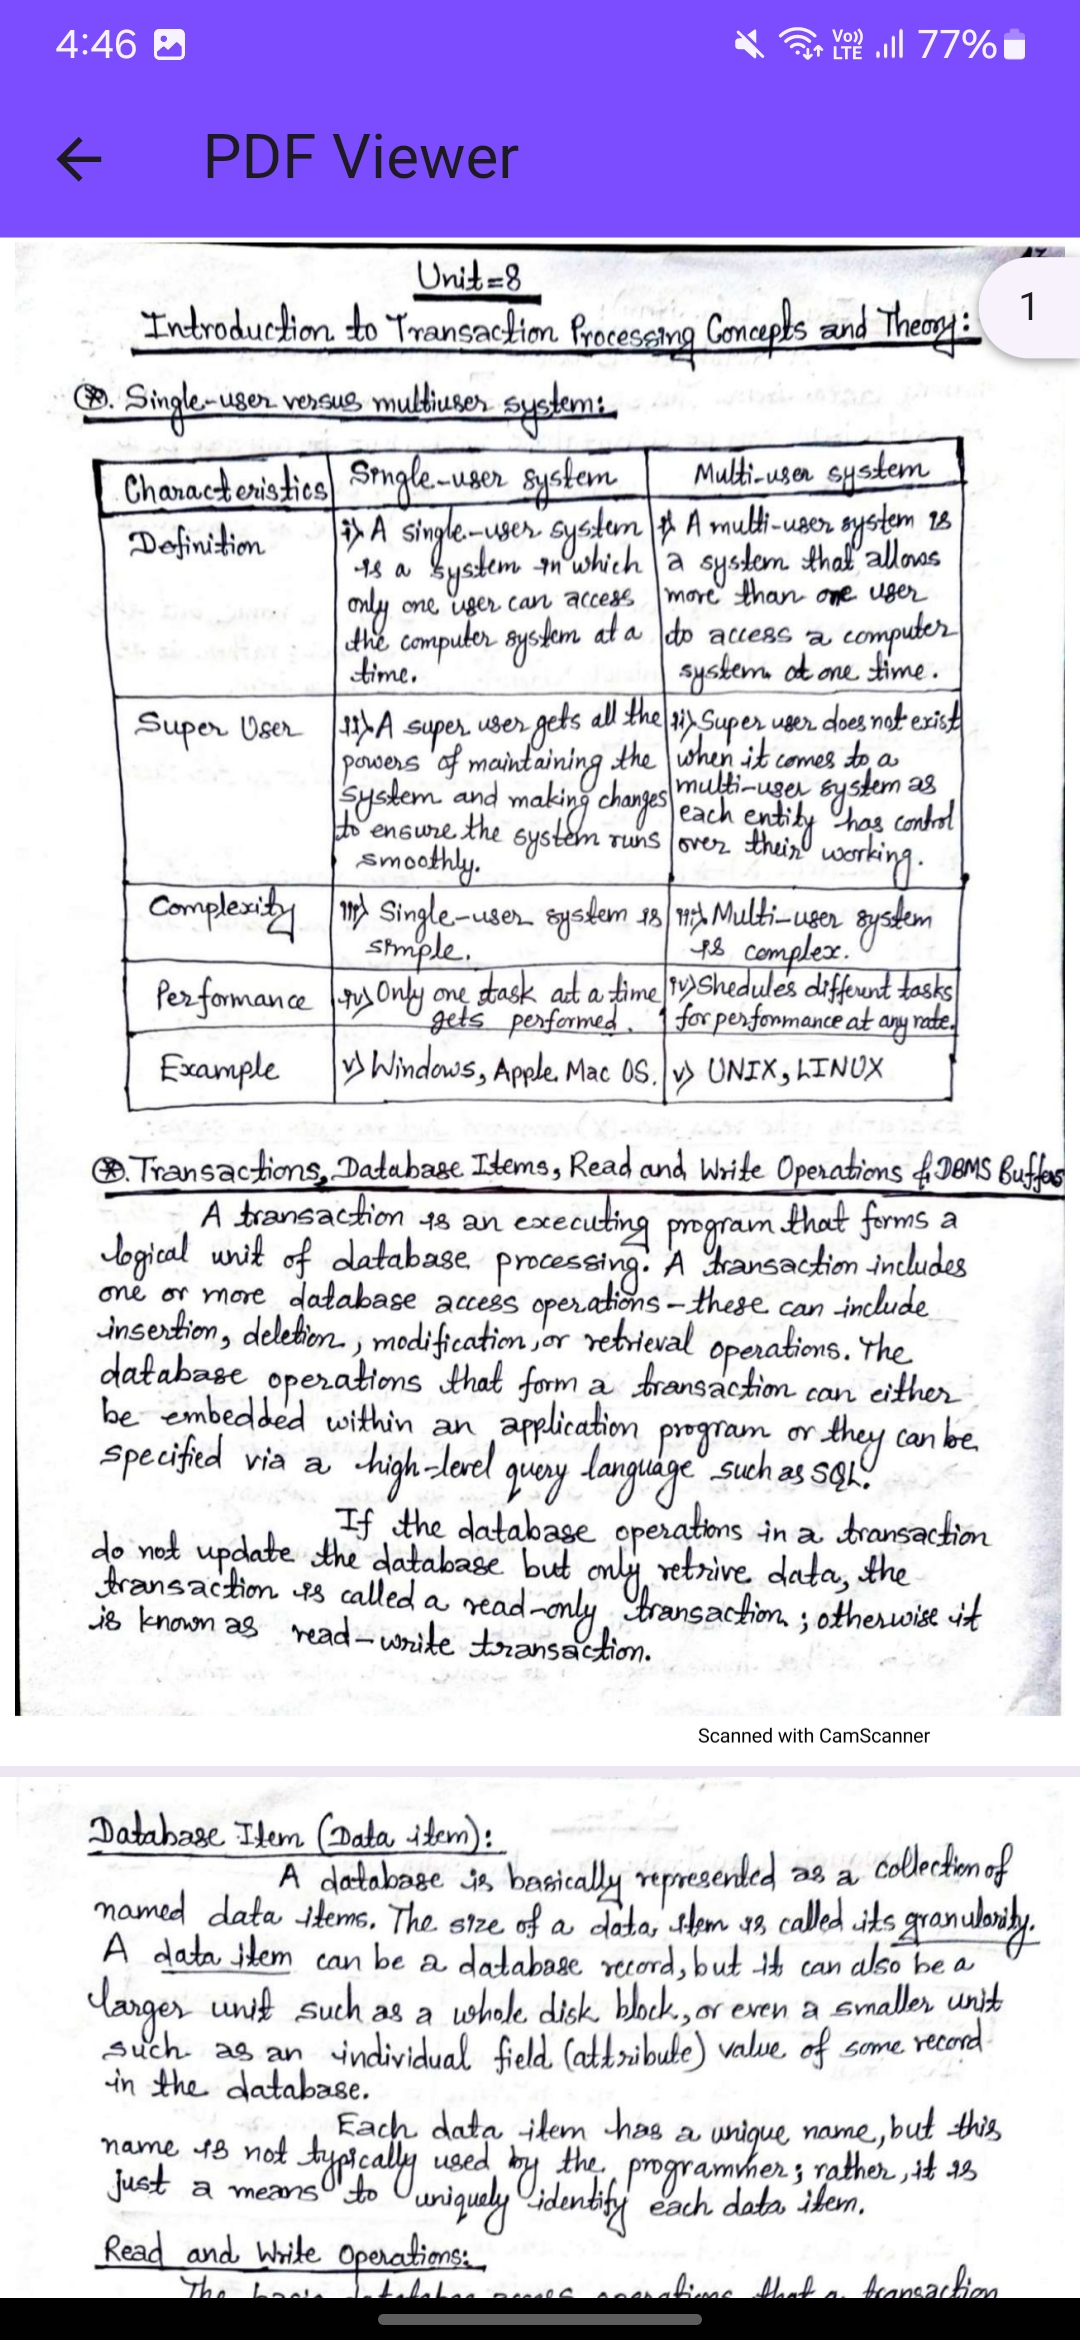 4:46
Vo)) LTE 77%
PDF Viewer
1
Unit=8
Introduction to Transaction Processing Concepts and Theory:
Single-user versus multiuser system:
Characteristics Single-user system Multi-user system
Definition
i) A single-user system
is a system in which
only one user can access
the computer system at a
time.
i) A multi-user system is
a system that allows
more than one user
to access a computer
system at one time.
Super User
ii) A super user gets all the
powers of maintaining the
system and making changes
to ensure the system runs
smoothly.
ii) Super user does not exist
when it comes to a
multi-user system as
each entity has control
over their working.
Complexity
iii) Single-user system is
simple.
iii) Multi-user system
is complex.
Performance
iv) Only one task at a time
gets performed.
iv) Shedules different tasks
for performance at any rate.
Example
v) Windows, Apple Mac OS.
v) UNIX, LINUX
Transactions, Database Items, Read and Write Operations & DBMS Buffers
A transaction is an executing program that forms a
logical unit of database processing. A transaction includes
one or more database access operations - these can include
insertion, deletion, modification, or retrieval operations. The
database operations that form a transaction can either
be embedded within an application program or they can be
specified via a high-level query language such as SQL.
If the database operations in a transaction
do not update the database but only retrive data, the
transaction is called a read-only transaction; otherwise it
is known as read-write transaction.
Scanned with CamScanner
Database Item (Data item):
A database is basically represented as a collection of
named data items. The size of a data item is called its granularity.
A data item can be a database record, but it can also be a
larger unit such as a whole disk block, or even a smaller unit
such as an individual field (attribute) value of some record
in the database.
Each data item has a unique name, but this
name is not typically used by the programmer; rather, it is
just a means to uniquely identify each data item.
Read and Write Operations:
The basic database access operations that a transaction